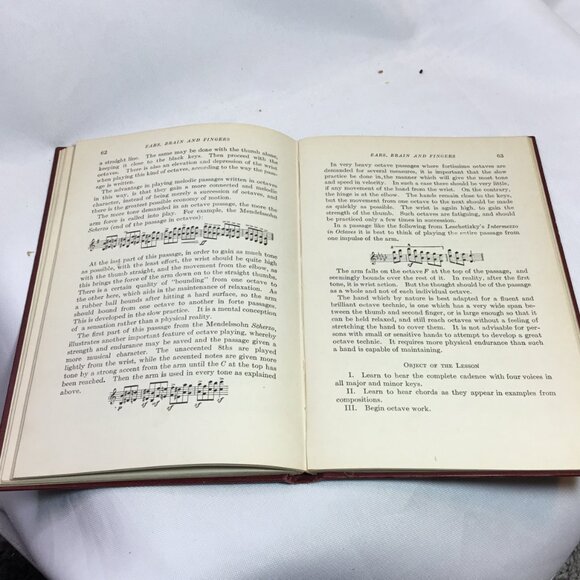 62
EARS, BRAIN AND FINGERS
a straight line. The same may be done with the thumb alone,
keeping it close to the black keys. Then proceed with the
octaves. There is also an elevation and depression of the wrist
when playing this kind of octaves, according to the way the passage
is written.
The advantage in playing melodic passages written in octaves
in this way, is that they gain a more connected and melodic
character, instead of being merely a succession of octaves, and
there is the greatest possible economy of motion.
The more tone demanded in an octave passage, the more the
arm force is called into play. For example, the Mendelssohn
Scherzo (end of the passage in octaves):
ff
At the last part of this passage, in order to gain as much tone
as possible, with the least effort, the wrist should be quite high
with the thumb straight, and the movement from the elbow, as
this brings the force of the arm down on to the straight thumbs.
There is a certain quality of "bounding" from one octave to
the other here, which aids in the maintenance of relaxation. As
a rubber ball bounds after hitting a hard surface, so the arm
should bound from one octave to another in forte passages.
This is developed in the slow practice. It is a mental conception
of a sensation rather than a physical reality.
The first part of this passage from the Mendelssohn Scherzo,
illustrates another important feature of octave playing, whereby
strength and endurance may be saved and the passage given a
more musical character. The unaccented 8ths are played
lightly from the wrist, while the accented notes are given more
tone by a strong accent from the arm until the C at the top has
been reached. Then the arm is used in every tone as explained
above.
EARS, BRAIN AND FINGERS
63
In very heavy octave passages where fortissimo octaves are
demanded for several measures, it is important that the slow
practice be done in the manner which will give the most tone
and speed in velocity. In such a case there should be very little,
if any movement of the hand from the wrist. On the contrary,
the hinge is at the elbow. The hands remain close to the keys,
but the movement from one octave to the next should be made
as quickly as possible. The wrist is again high, to gain the
strength of the thumb. Such octaves are fatiguing, and should
be practiced only a few times in succession.
In a passage like the following from Leschetizky's Intermezzo
in Octaves it is best to think of playing the entire passage from
one impulse of the arm.
The arm falls on the octave F at the top of the passage, and
seemingly bounds over the rest of it. In reality, after the first
it, is wrist action. But the thought should be of the passage
as a whole and not of each individual octave.
The hand which by nature is best adapted for a fluent and
brilliant octave technic, is one which has a very wide span be-
tween the thumb and second finger, or is large enough so that it
can be held relaxed, and still reach octaves without a feeling of
stretching the hand to cover them. It is not advisable for per-
sons with small or sensitive hands to attempt to develop a great
octave technic. It requires more physical endurance than such
a hand is capable of maintaining.
OBJECT OF THE LESSON
I. Learn to hear the complete cadence with four voices in
all major and minor keys.
II. Learn to hear chords as they appear in examples from
compositions.
III. Begin octave work.